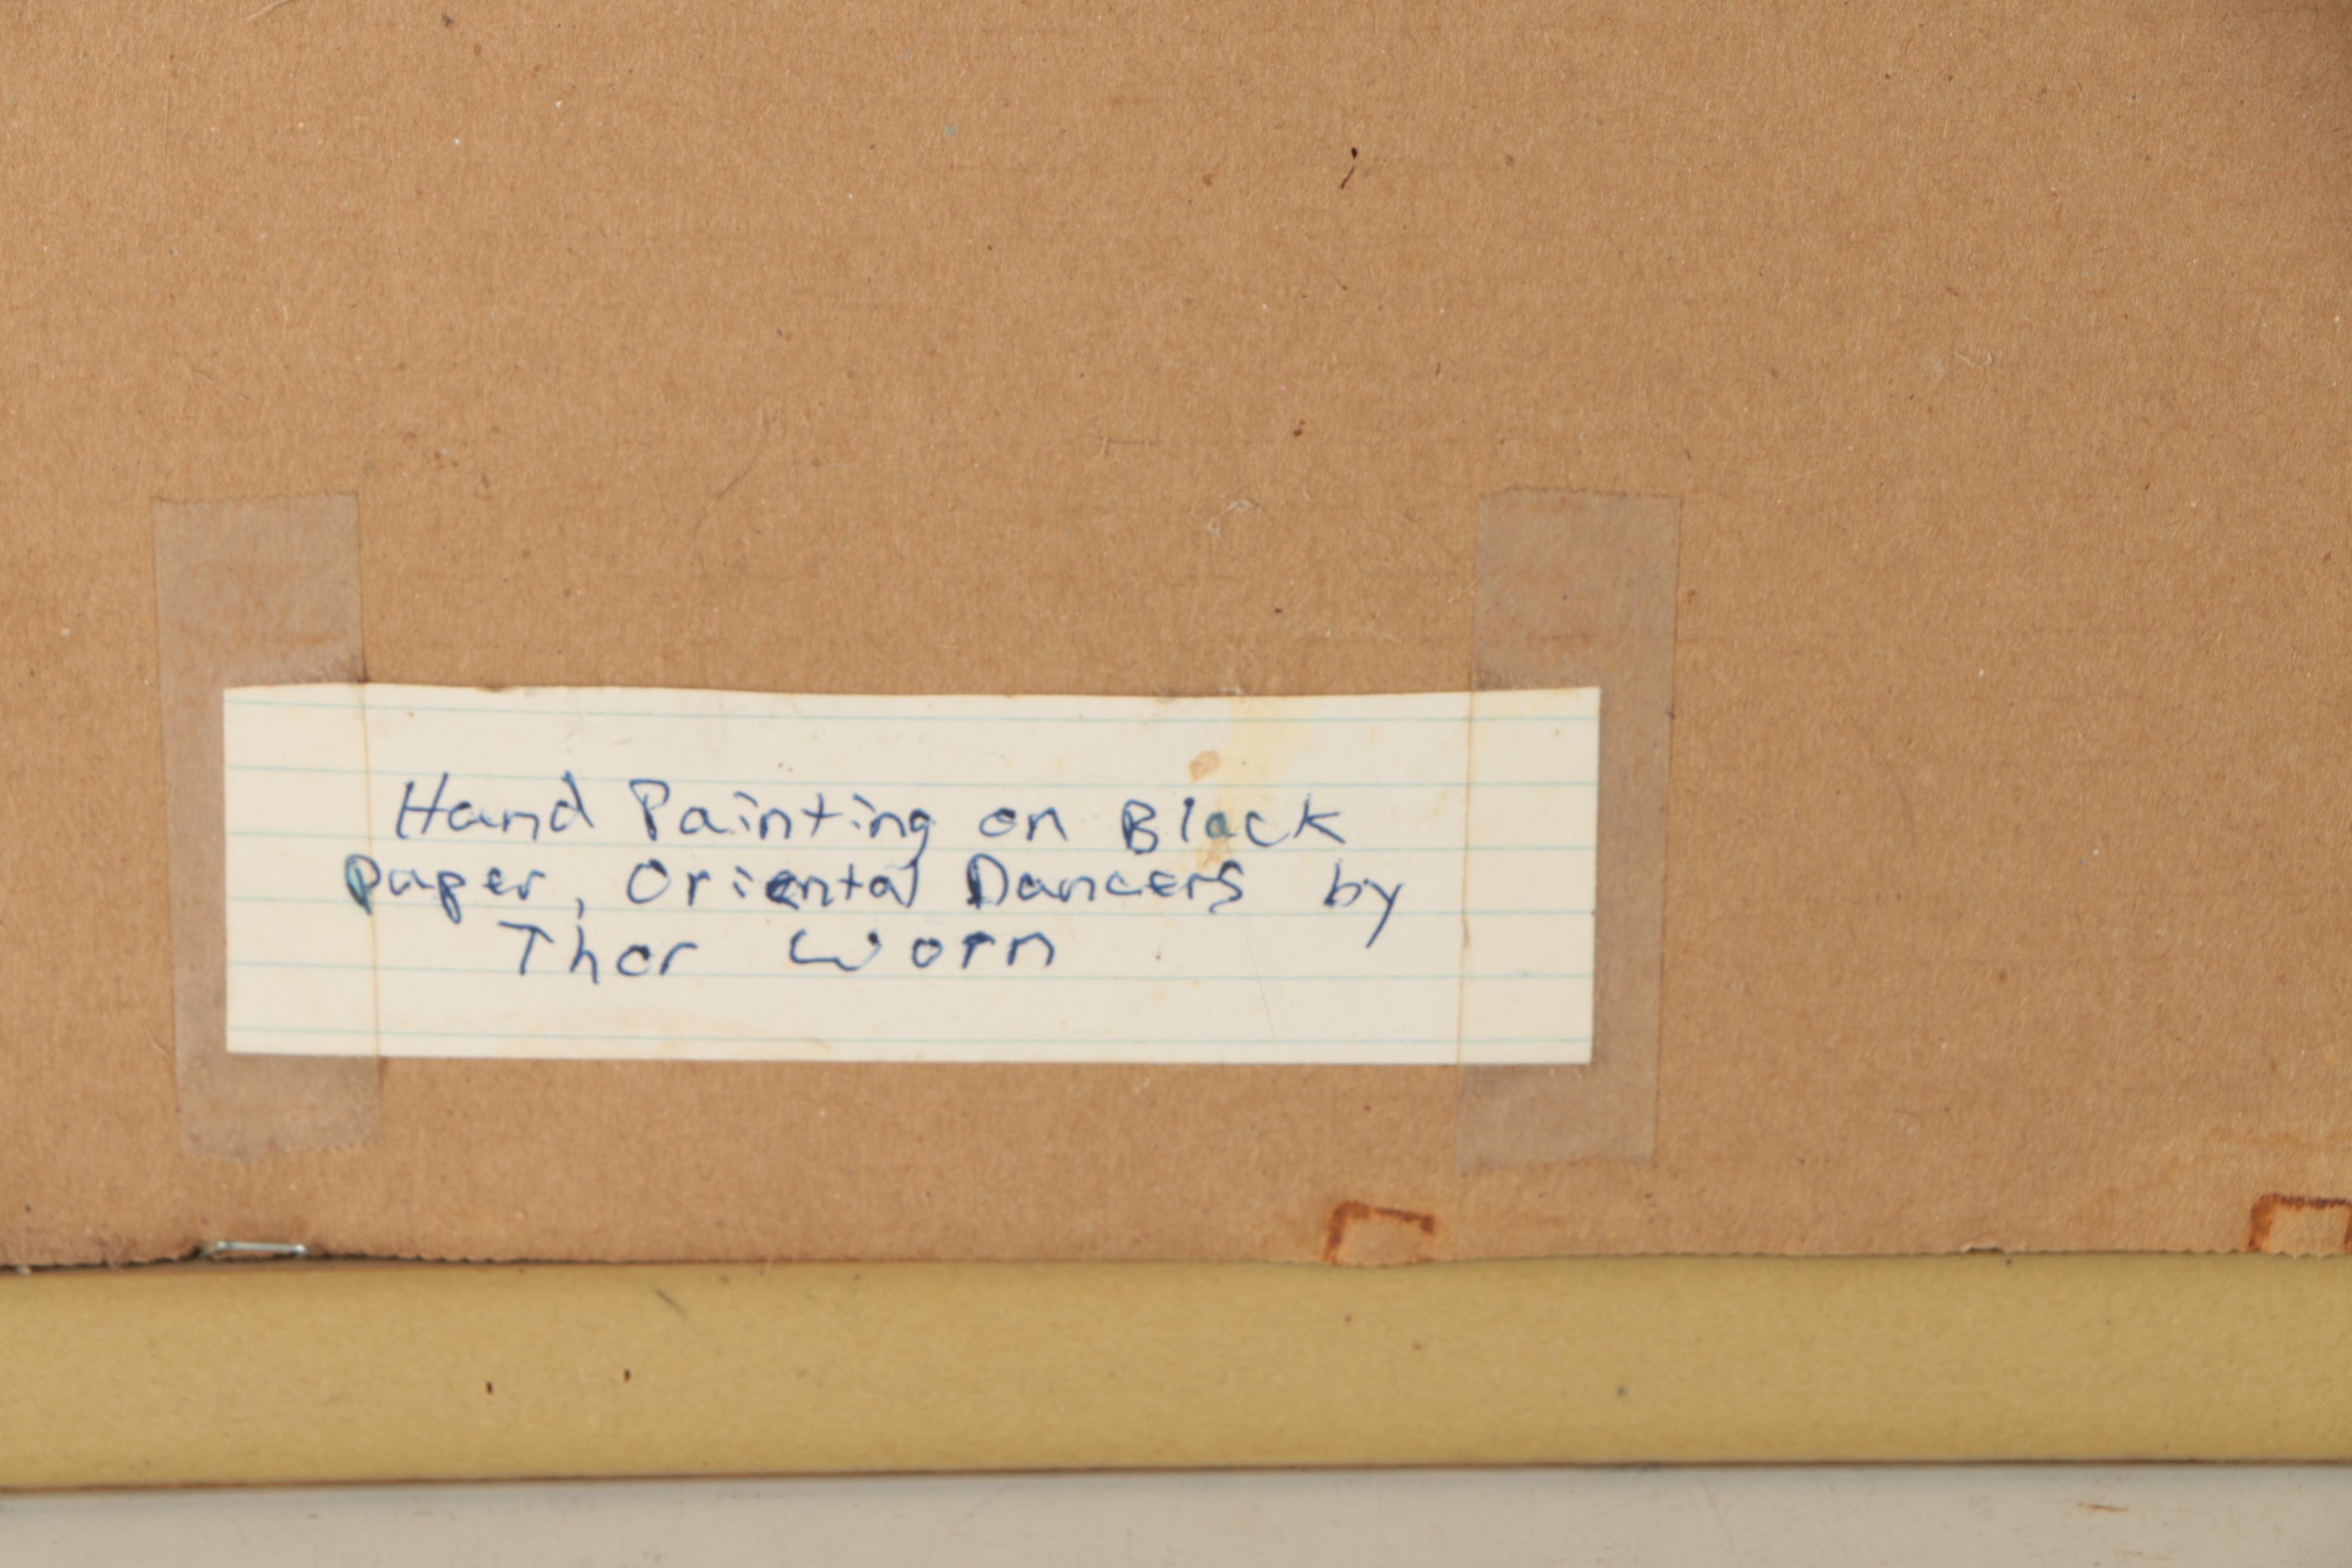 Hand Painting on Black
Paper, Oriental Dancers by
Thor Worn